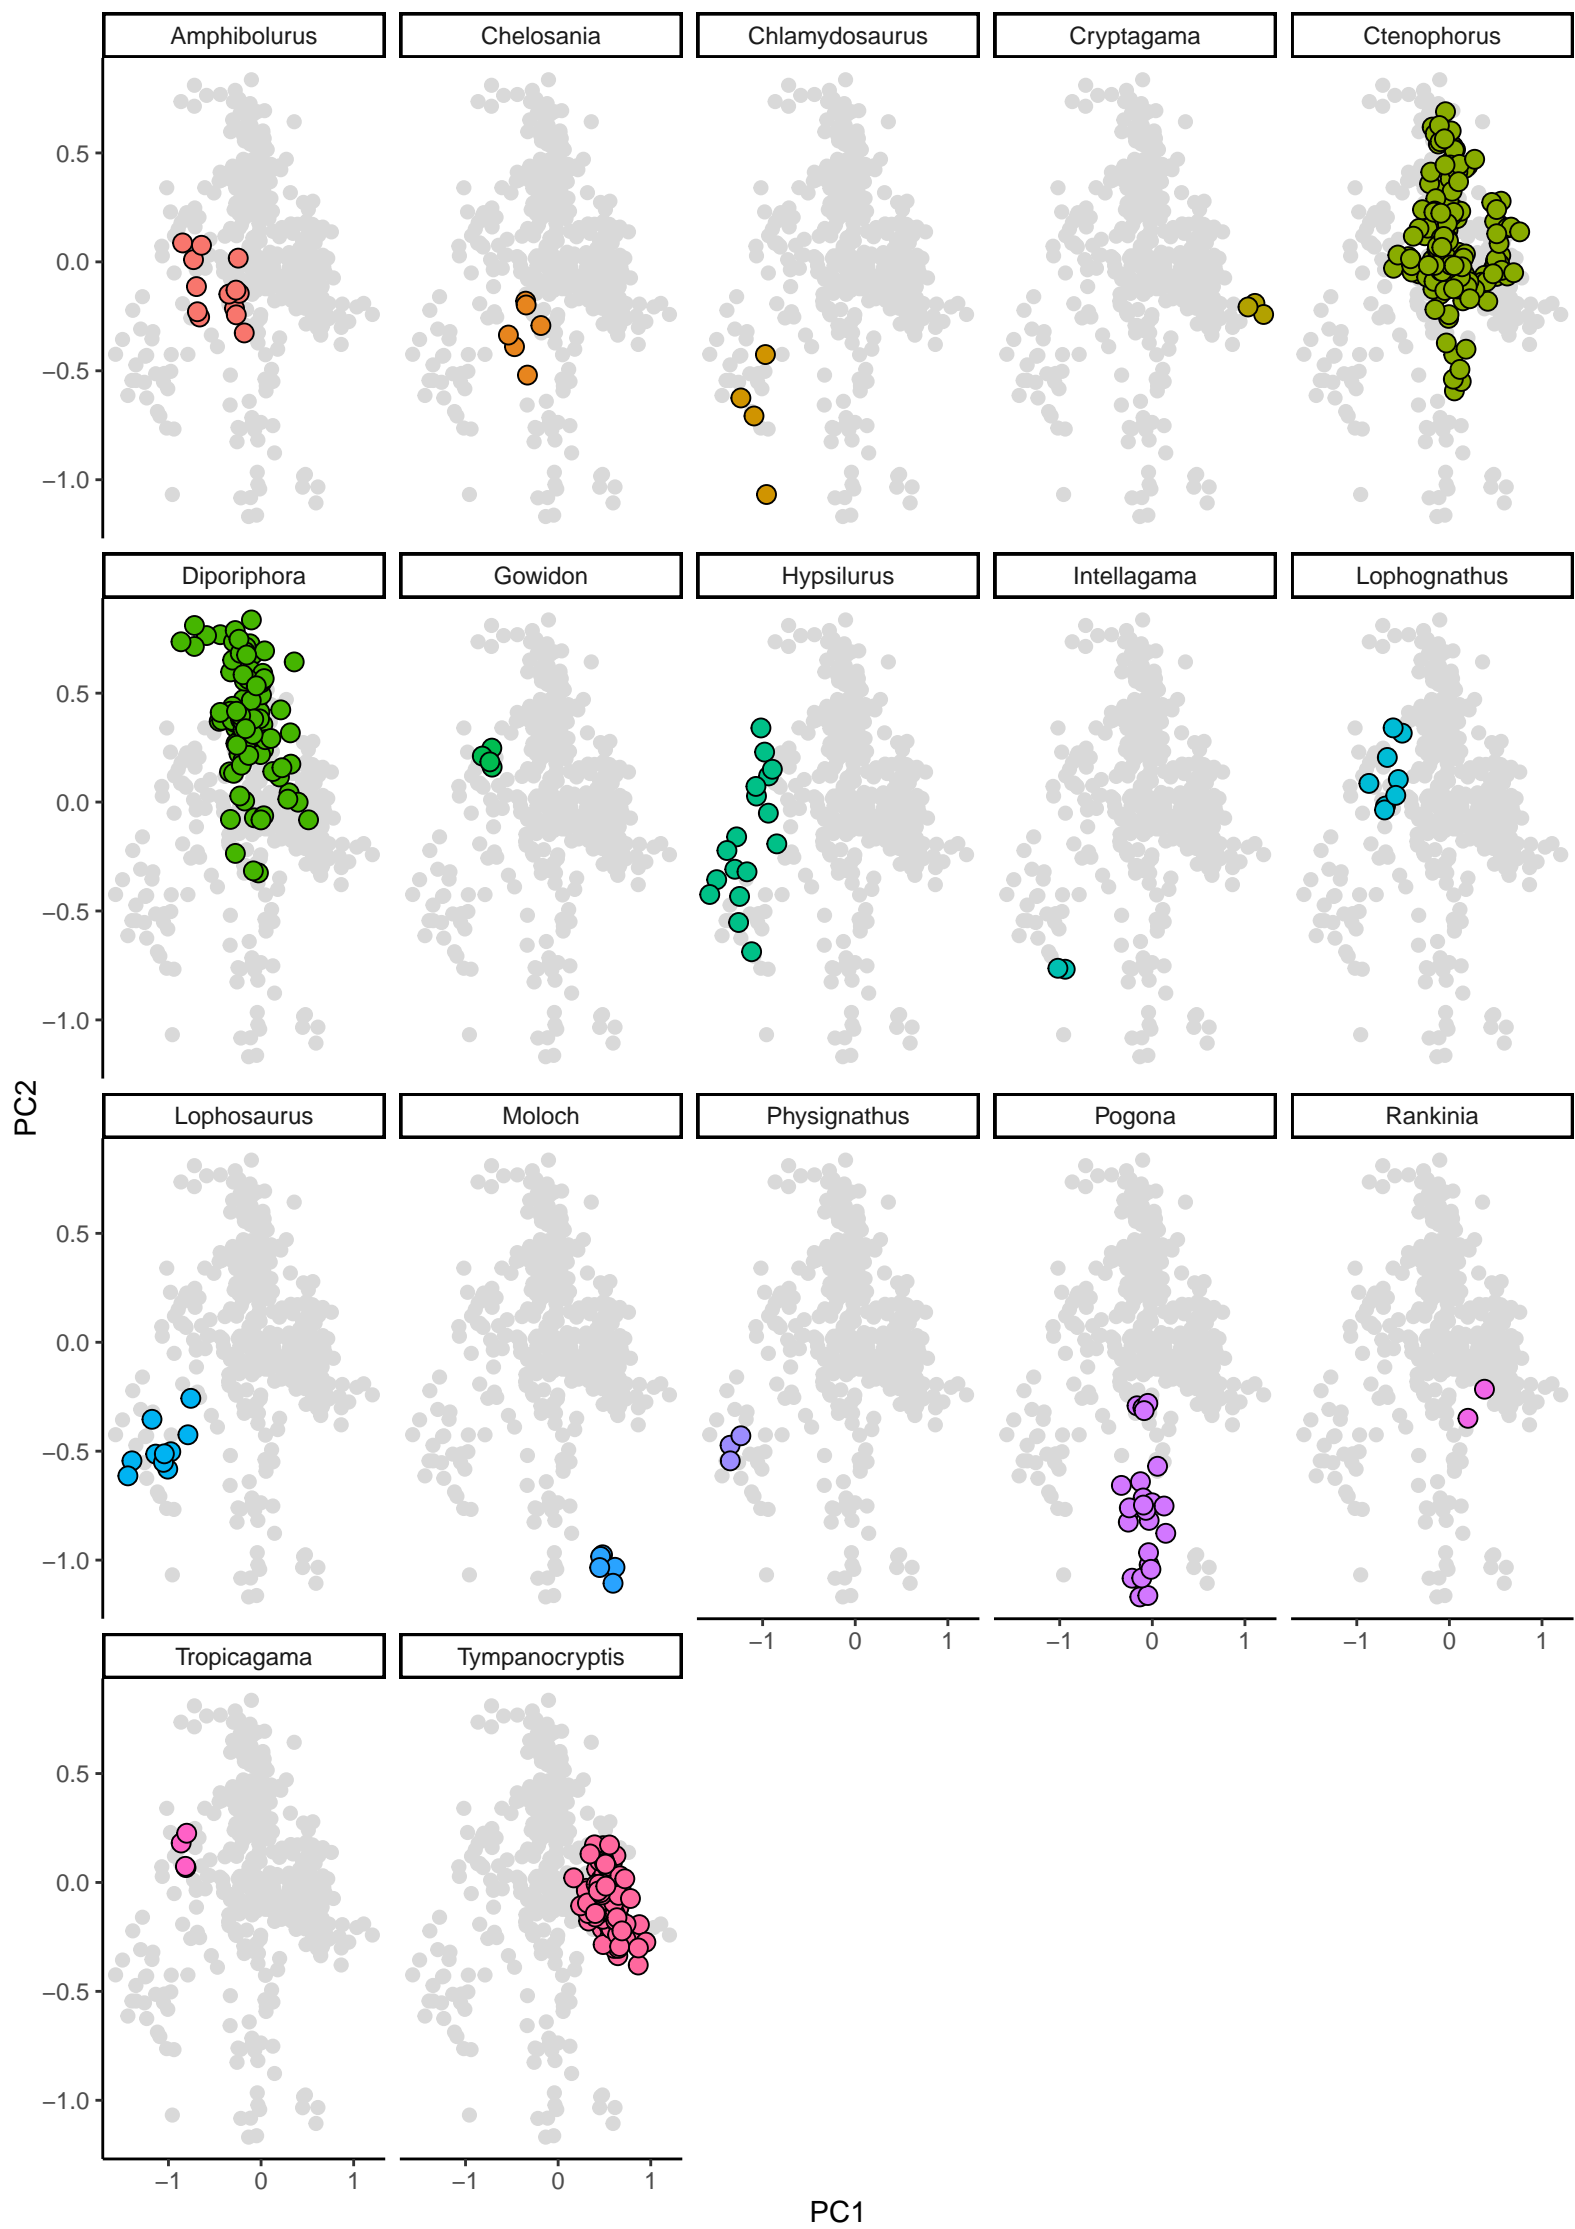 Amphibolurus Chelosania Chlamydosaurus Cryptagama Ctenophorus
0.5
0.0
−0.5
−1.0
Diporiphora Gowidon Hypsilurus Intellagama Lophognathus
0.5
0.0
−0.5
−1.0
PC2
Lophosaurus Moloch Physignathus Pogona Rankinia
0.5
0.0
−0.5
−1.0
−1 0 1 −1 0 1 −1 0 1
Tropicagama Tympanocryptis
0.5
0.0
−0.5
−1.0
−1 0 1 −1 0 1
PC1